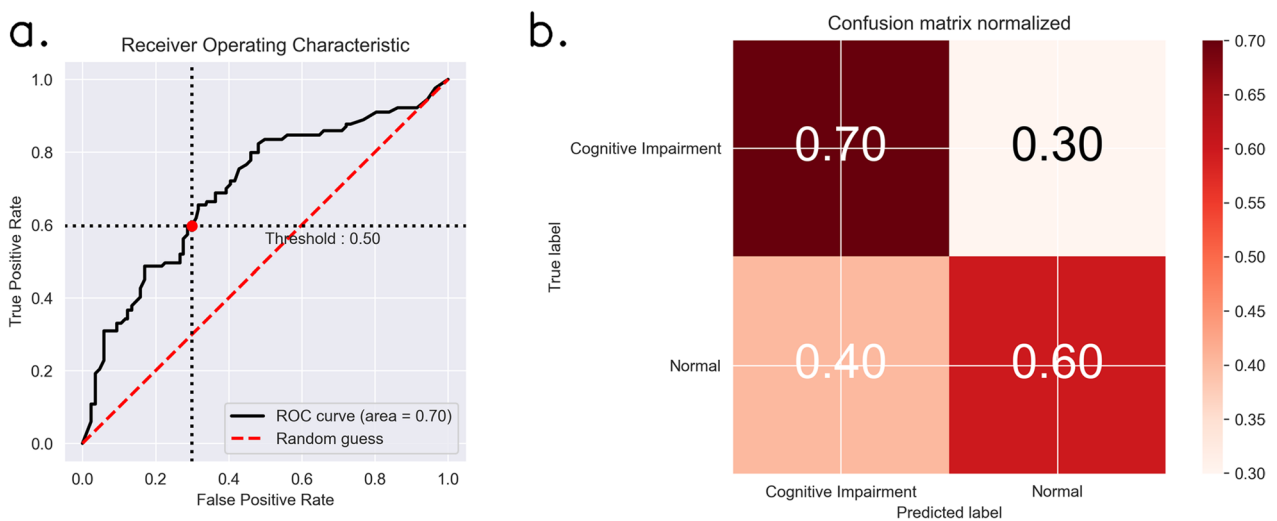 a.
Receiver Operating Characteristic
True Positive Rate
1.0
0.8
0.6
0.4
0.2
0.0
Threshold : 0.50
ROC curve (area = 0.70)
Random guess
0.0 0.2 0.4 0.6 0.8 1.0
False Positive Rate
b.
Confusion matrix normalized
True label
Cognitive Impairment
0.70 0.30
Normal
0.40 0.60
Cognitive Impairment Normal
Predicted label
0.70
0.65
0.60
0.55
0.50
0.45
0.40
0.35
0.30